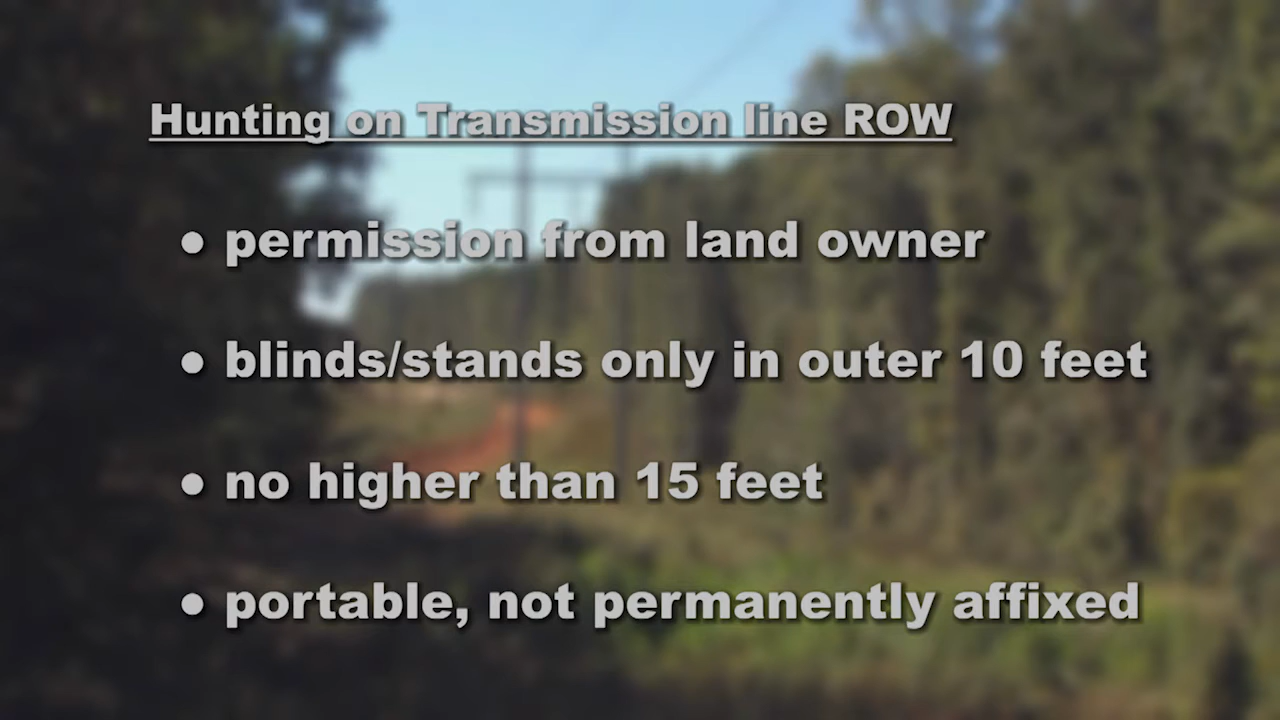 Hunting on Transmission line ROW
● permission from land owner
● blinds/stands only in outer 10 feet
● no higher than 15 feet
● portable, not permanently affixed